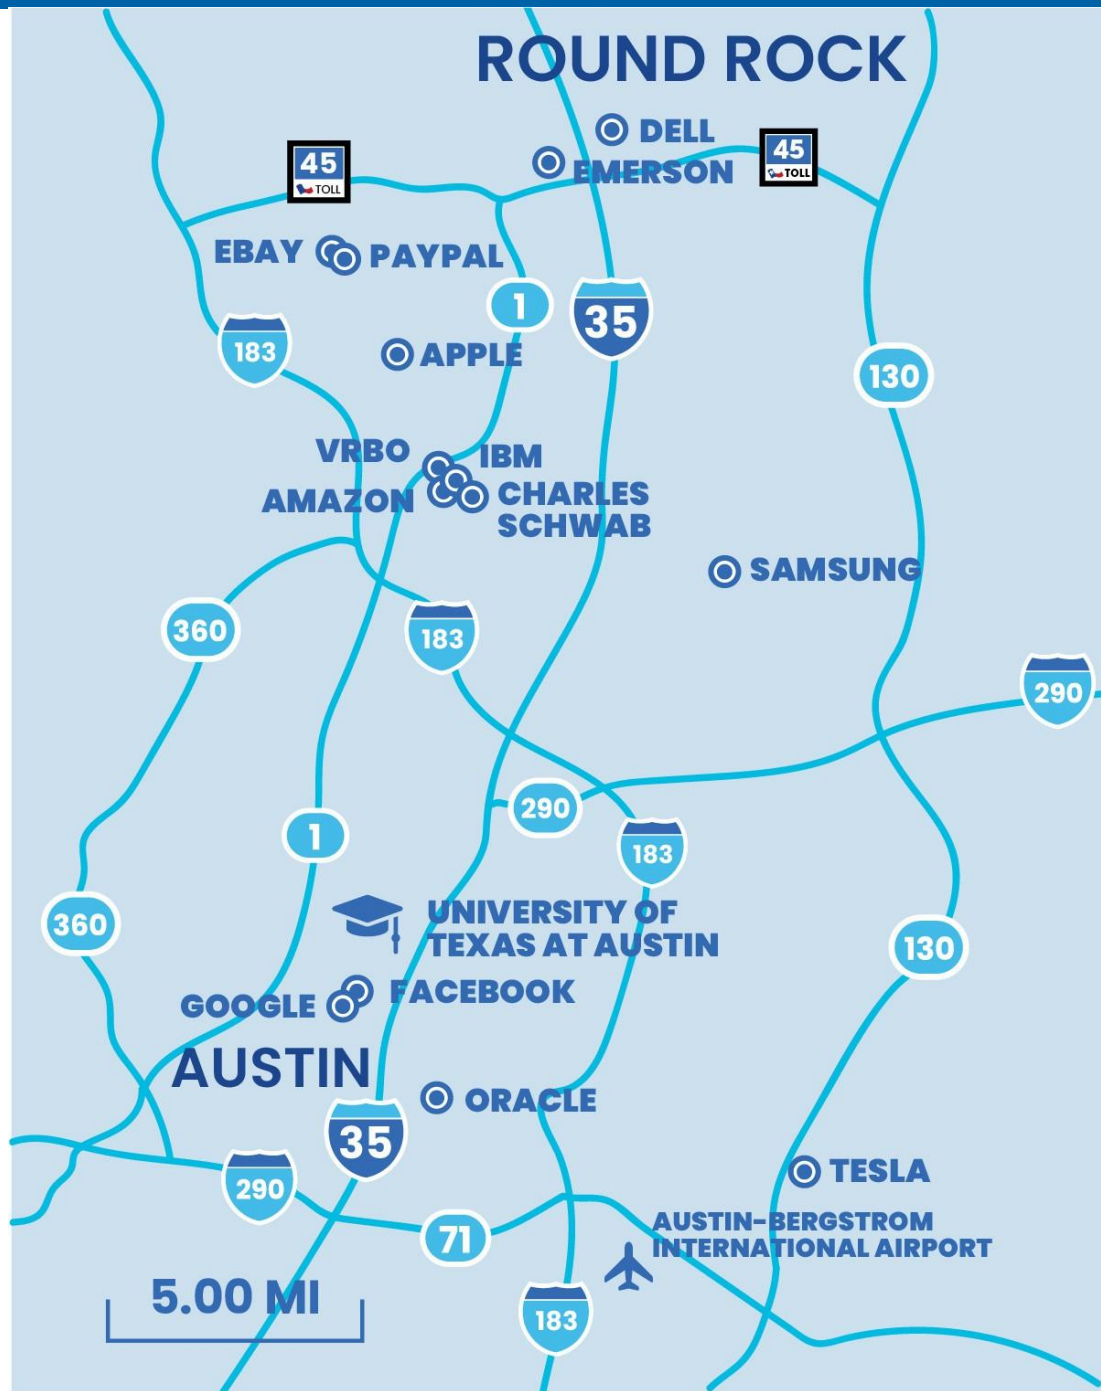 ROUND ROCK
DELL
45
TOLL
45
TOLL
EMERSON
EBAY
PAYPAL
1
35
183
APPLE
130
VRBO
IBM
AMAZON
CHARLES
SCHWAB
SAMSUNG
360
183
290
290
1
183
360
UNIVERSITY OF
TEXAS AT AUSTIN
130
FACEBOOK
GOOGLE
AUSTIN
ORACLE
35
TESLA
290
AUSTIN-BERGSTROM
INTERNATIONAL AIRPORT
71
5.00 MI
183